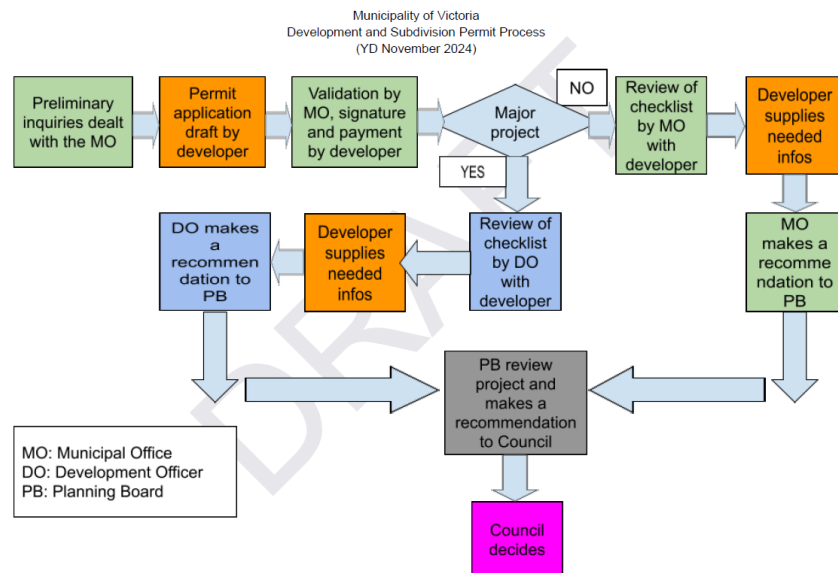 Municipality of Victoria
Development and Subdivision Permit Process
(YD November 2024)
Preliminary
inquiries dealt
with the MO
Permit
application
draft by
developer
Validation by
MO, signature
and payment
by developer
Major
project
NO
Review of
checklist
by MO
with
developer
Developer
supplies
needed
infos
YES
DO makes
a
recommen
dation to
PB
Developer
supplies
needed
infos
Review of
checklist
by DO
with
developer
MO
makes a
recomme
ndation to
PB
PB review
project and
makes a
recommendation
to Council
MO: Municipal Office
DO: Development Officer
PB: Planning Board
Council
decides
DRAFT